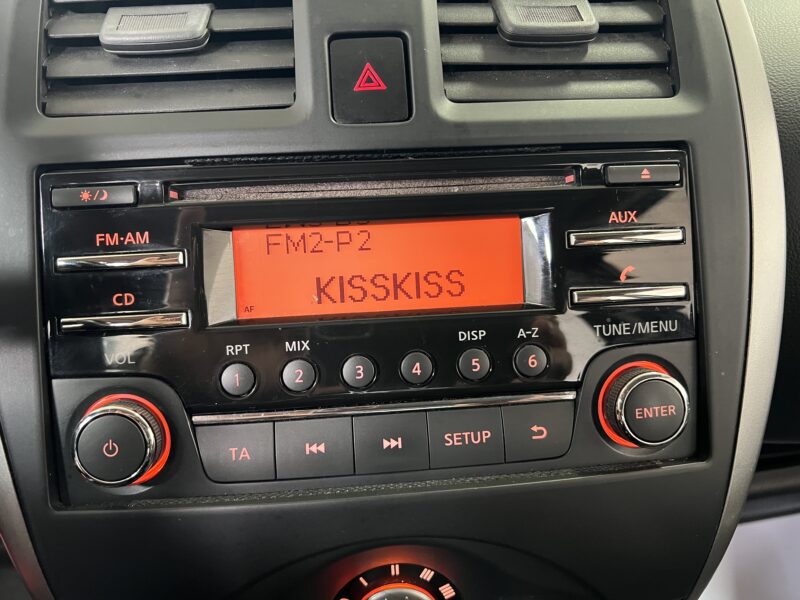 FM2-P2
KISSKISS
AF
FM·AM
AUX
CD
VOL
TUNE/MENU
RPT
MIX
DISP
A-Z
1
2
3
4
5
6
TA
SETUP
ENTER